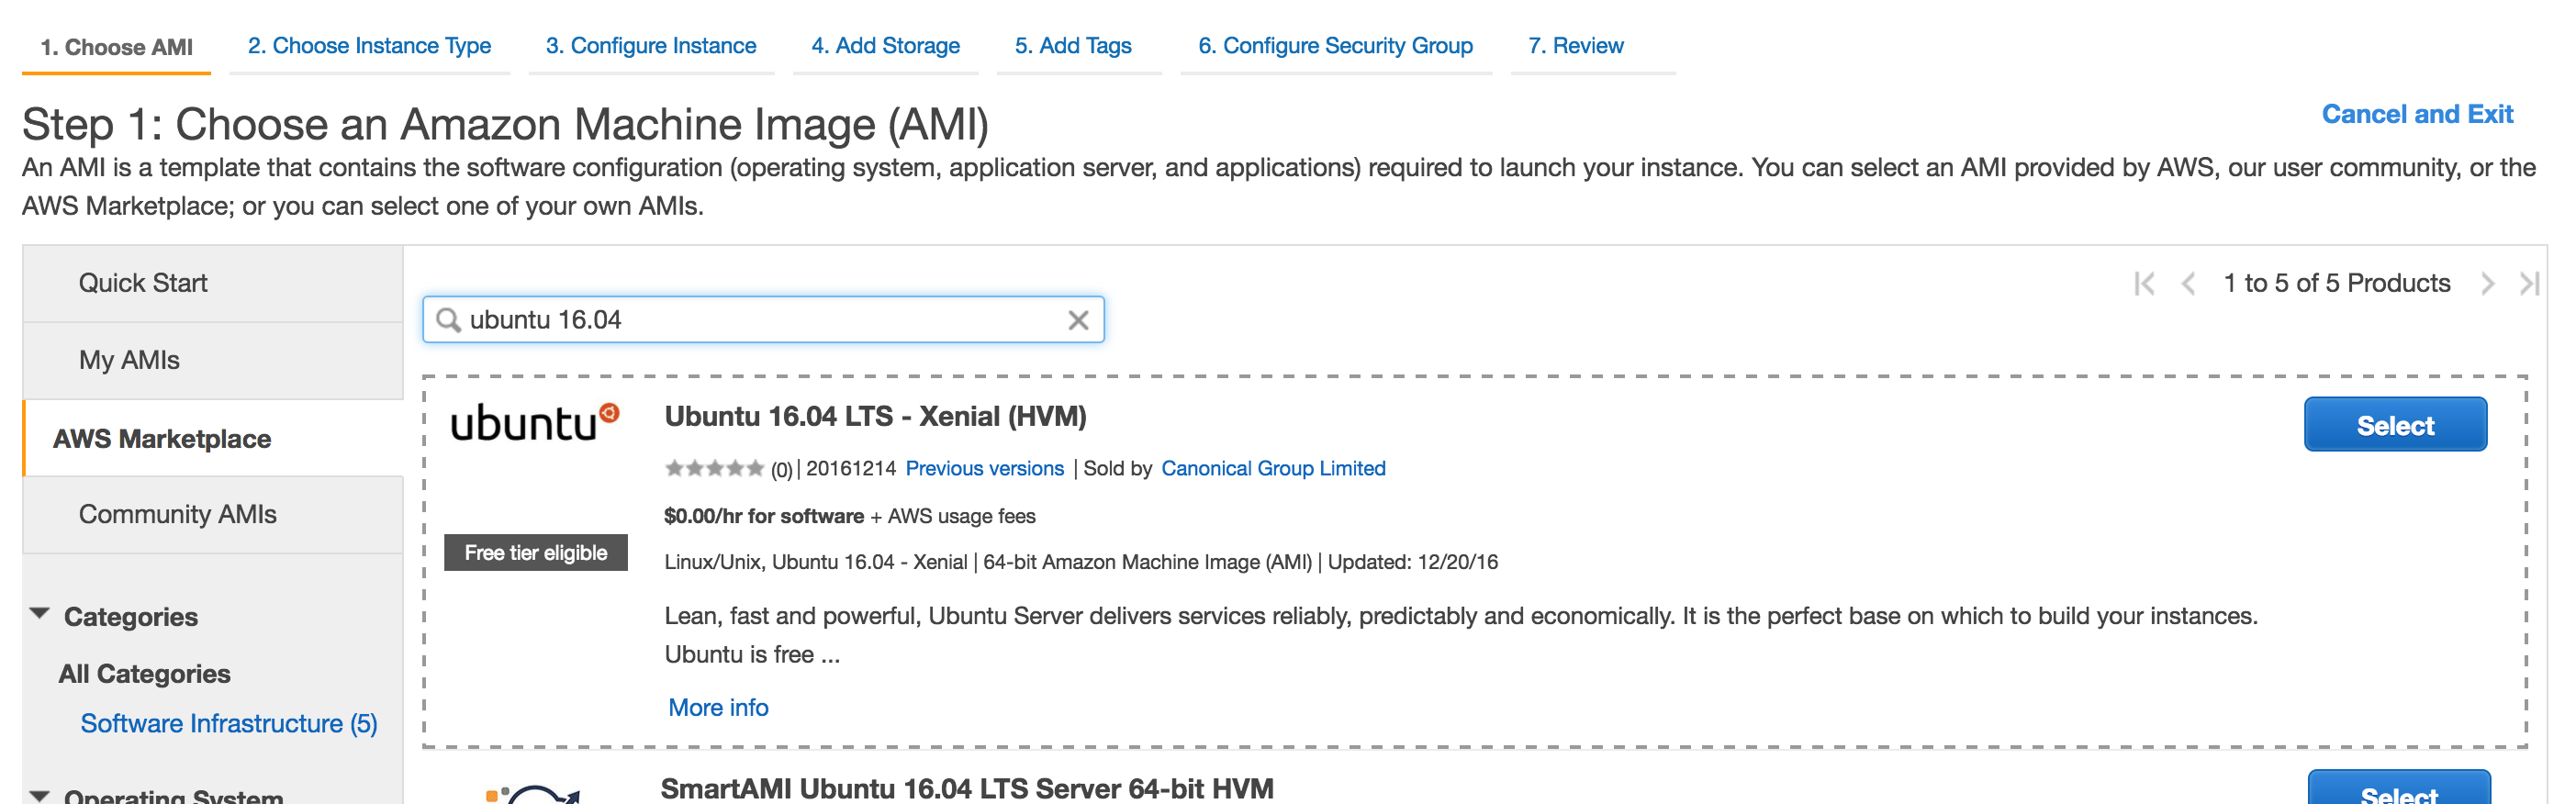 1. Choose AMI
2. Choose Instance Type
3. Configure Instance
4. Add Storage
5. Add Tags
6. Configure Security Group
7. Review
Step 1: Choose an Amazon Machine Image (AMI)
Cancel and Exit
An AMI is a template that contains the software configuration (operating system, application server, and applications) required to launch your instance. You can select an AMI provided by AWS, our user community, or the
AWS Marketplace; or you can select one of your own AMIs.
Quick Start
My AMIs
AWS Marketplace
Community AMIs
Categories
All Categories
Software Infrastructure (5)
Operating System
1 to 5 of 5 Products
ubuntu 16.04
ubuntu
Free tier eligible
Ubuntu 16.04 LTS - Xenial (HVM)
(0) | 20161214 Previous versions | Sold by Canonical Group Limited
$0.00/hr for software + AWS usage fees
Linux/Unix, Ubuntu 16.04 - Xenial | 64-bit Amazon Machine Image (AMI) | Updated: 12/20/16
Lean, fast and powerful, Ubuntu Server delivers services reliably, predictably and economically. It is the perfect base on which to build your instances.
Ubuntu is free ...
More info
Select
SmartAMI Ubuntu 16.04 LTS Server 64-bit HVM
Select